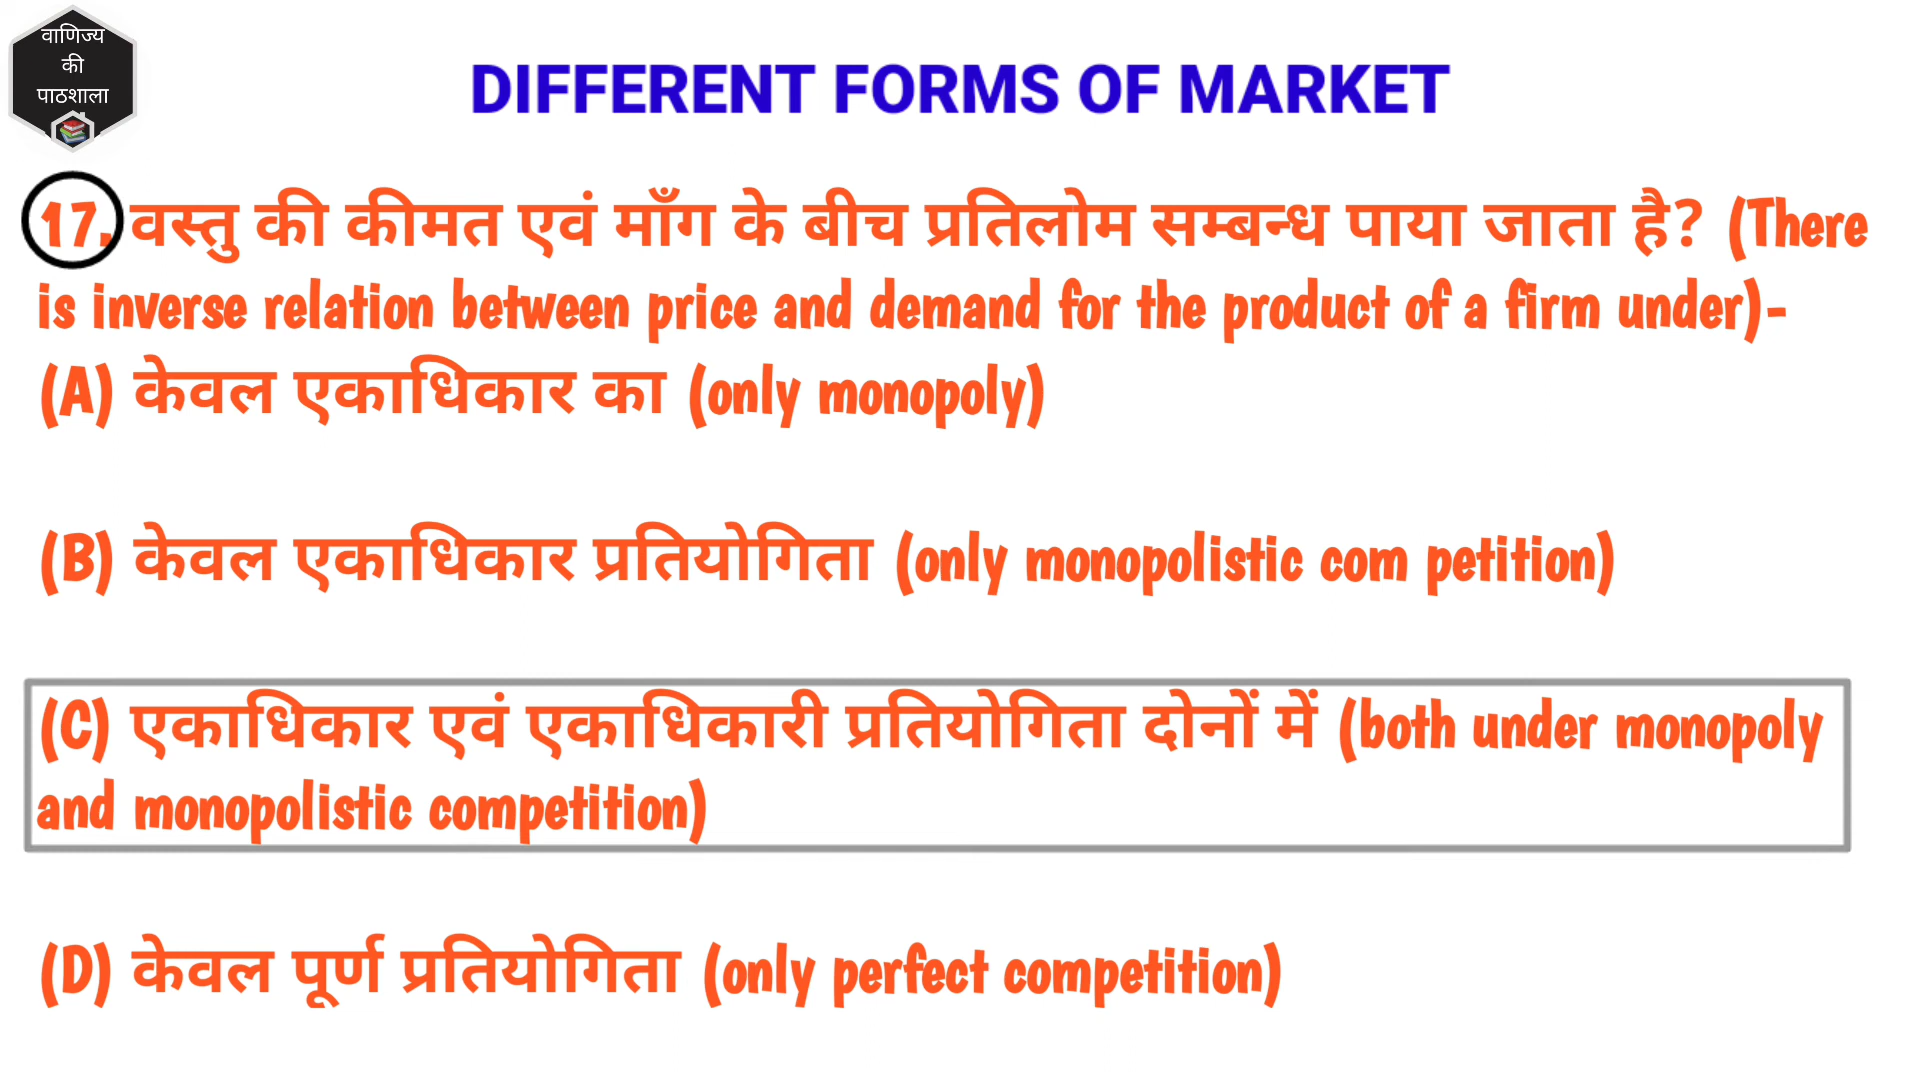 वाणिज्य
की
पाठशाला
DIFFERENT FORMS OF MARKET
17. वस्तु की कीमत एवं माँग के बीच प्रतिलोम सम्बन्ध पाया जाता है? (There
is inverse relation between price and demand for the product of a firm under)-
(A) केवल एकाधिकार का (only monopoly)
(B) केवल एकाधिकार प्रतियोगिता (only monopolistic com petition)
(C) एकाधिकार एवं एकाधिकारी प्रतियोगिता दोनों में (both under monopoly
and monopolistic competition)
(D) केवल पूर्ण प्रतियोगिता (only perfect competition)